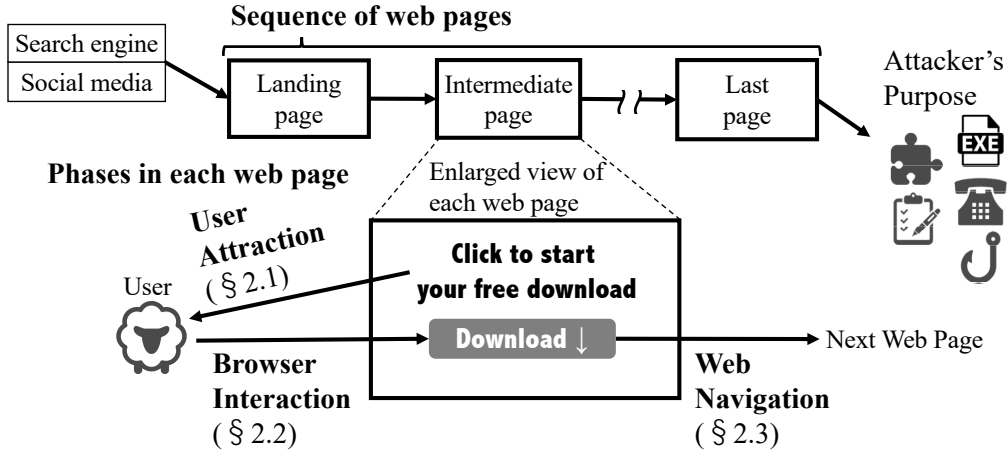 Sequence of web pages
Search engine
Social media
Landing
page
Intermediate
page
Last
page
Attacker's
Purpose
EXE
Phases in each web page
Enlarged view of
each web page
User
Attraction
(§2.1)
User
Click to start
your free download
Download ↓
Next Web Page
Browser
Interaction
(§2.2)
Web
Navigation
(§2.3)